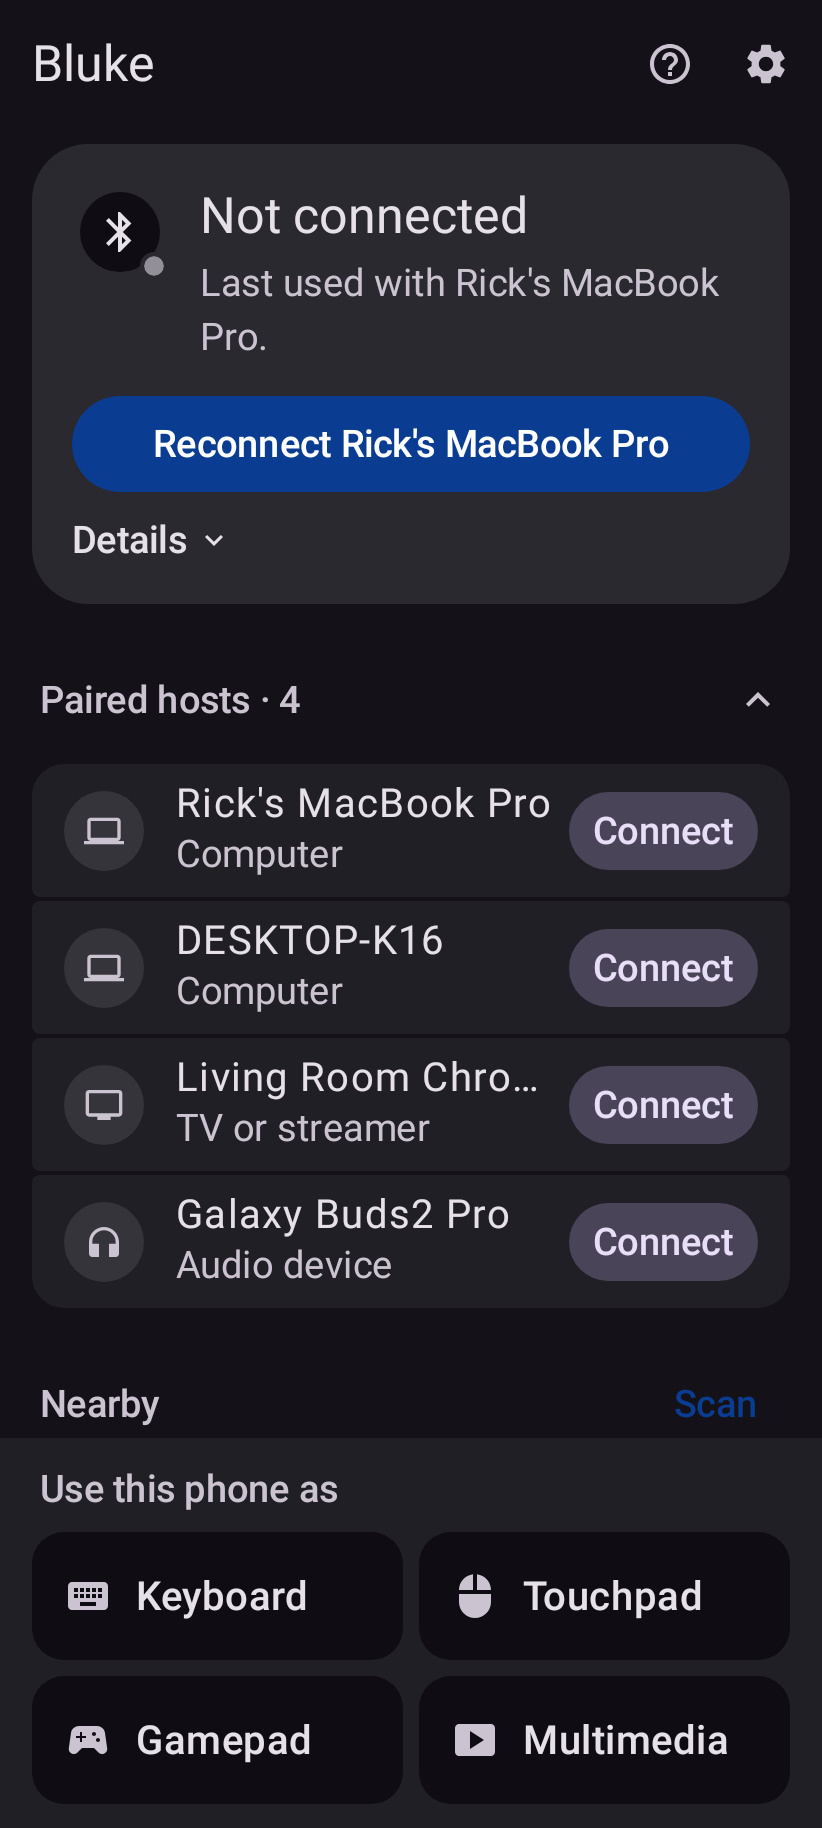 Bluke
Not connected
Last used with Rick's MacBook
Pro.
Reconnect Rick's MacBook Pro
Details
Paired hosts · 4
Rick's MacBook Pro
Computer
Connect
DESKTOP-K16
Computer
Connect
Living Room Chro…
TV or streamer
Connect
Galaxy Buds2 Pro
Audio device
Connect
Nearby
Scan
Use this phone as
Keyboard
Touchpad
Gamepad
Multimedia